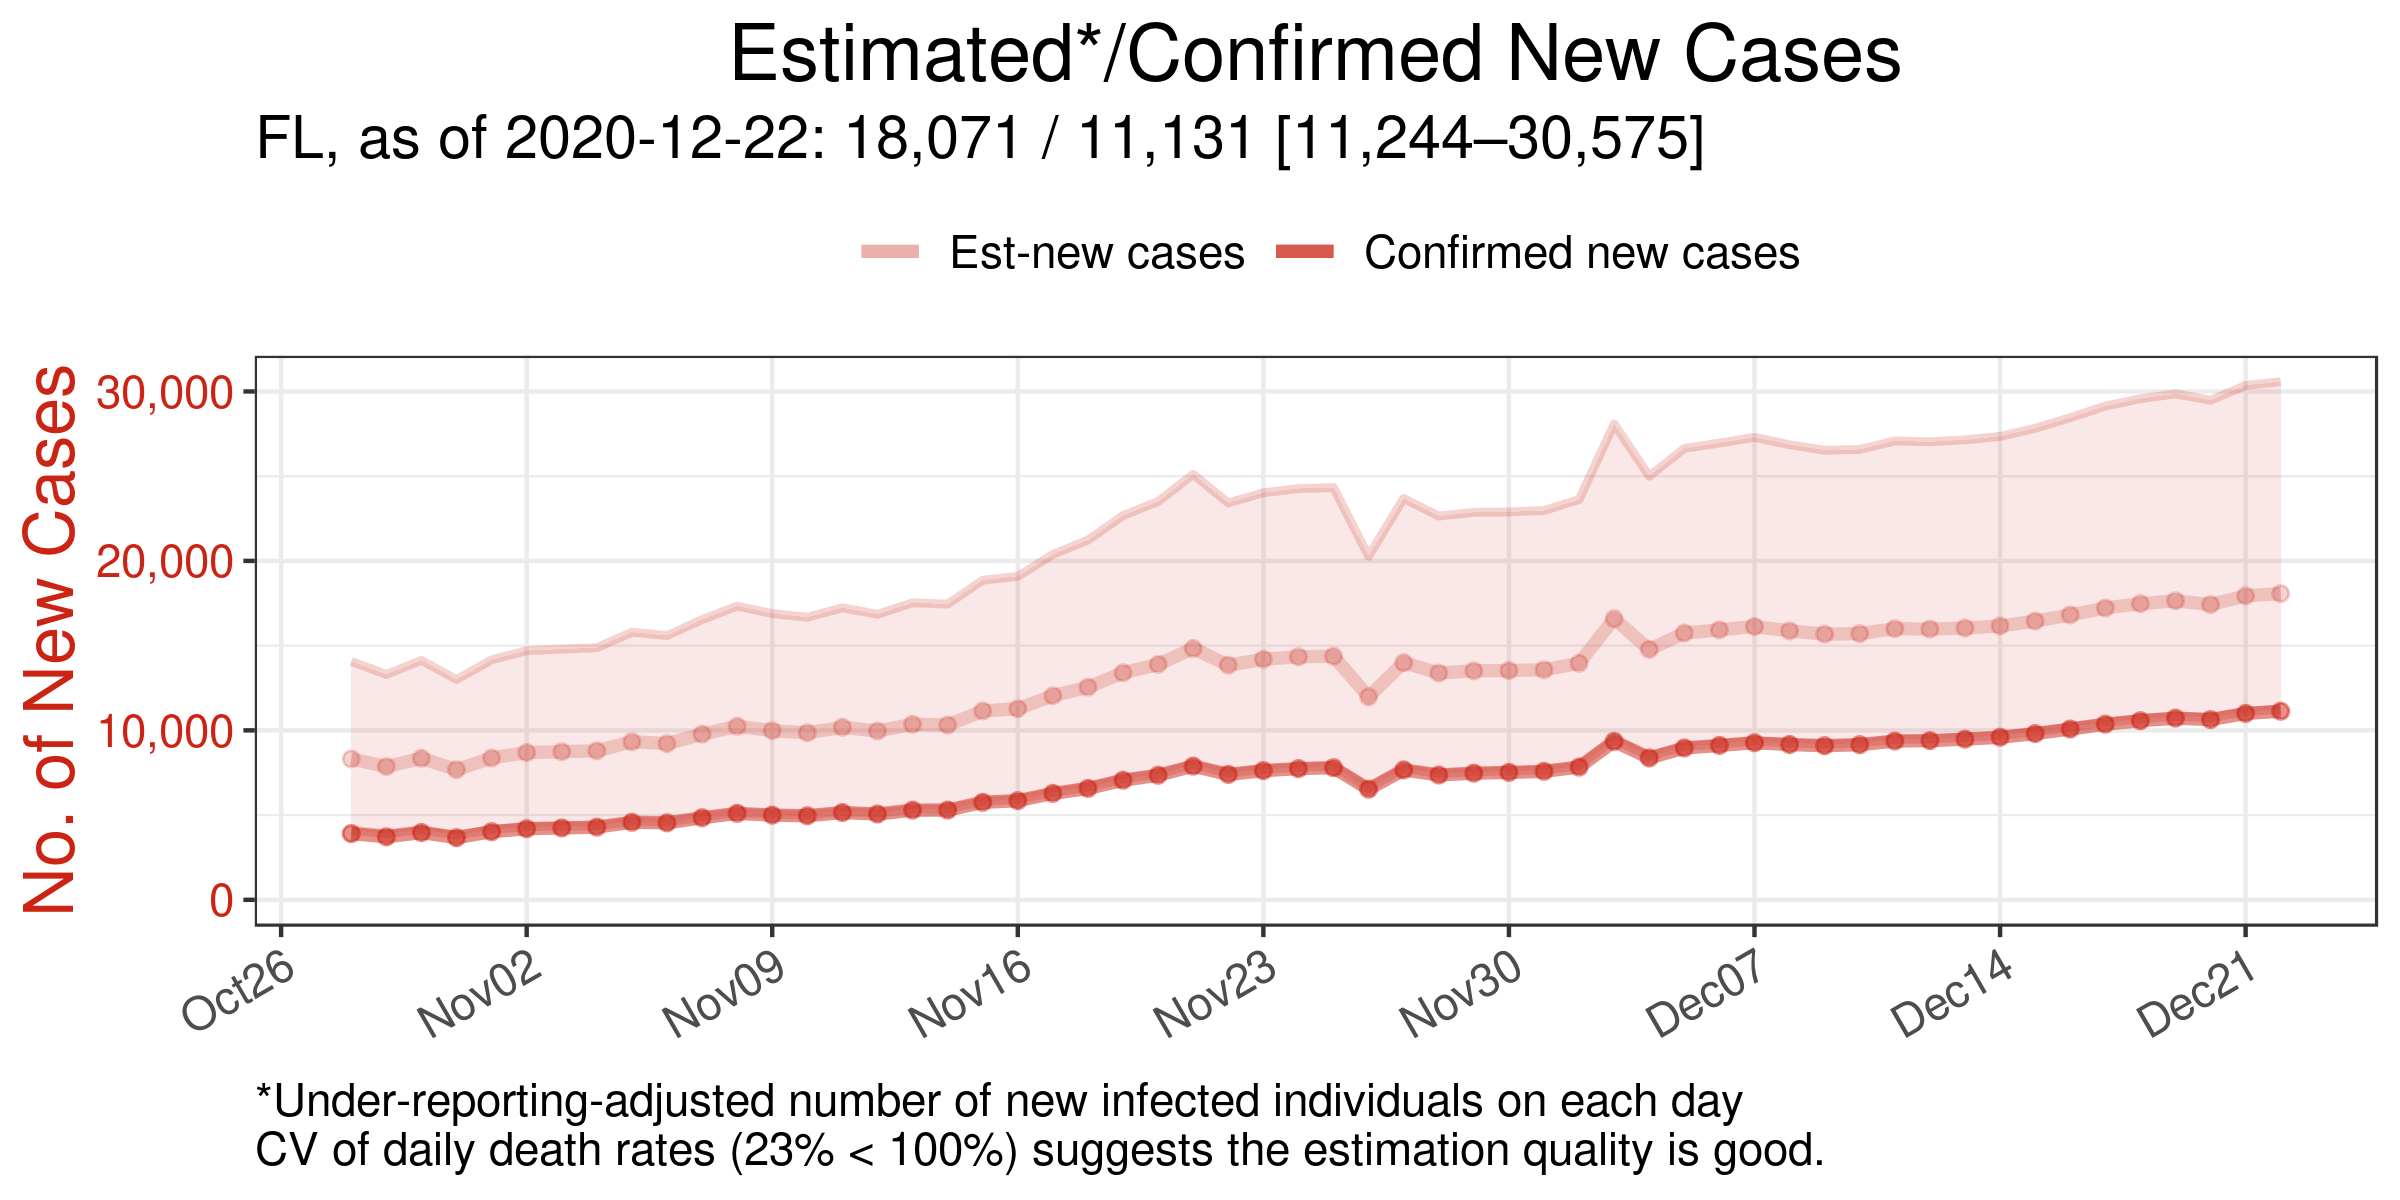 Estimated*/Confirmed New Cases
FL, as of 2020-12-22: 18,071 / 11,131 [11,244–30,575]
Est-new cases Confirmed new cases
No. of New Cases
30,000
20,000
10,000
0
Oct26 Nov02 Nov09 Nov16 Nov23 Nov30 Dec07 Dec14 Dec21
*Under-reporting-adjusted number of new infected individuals on each day
CV of daily death rates (23% < 100%) suggests the estimation quality is good.